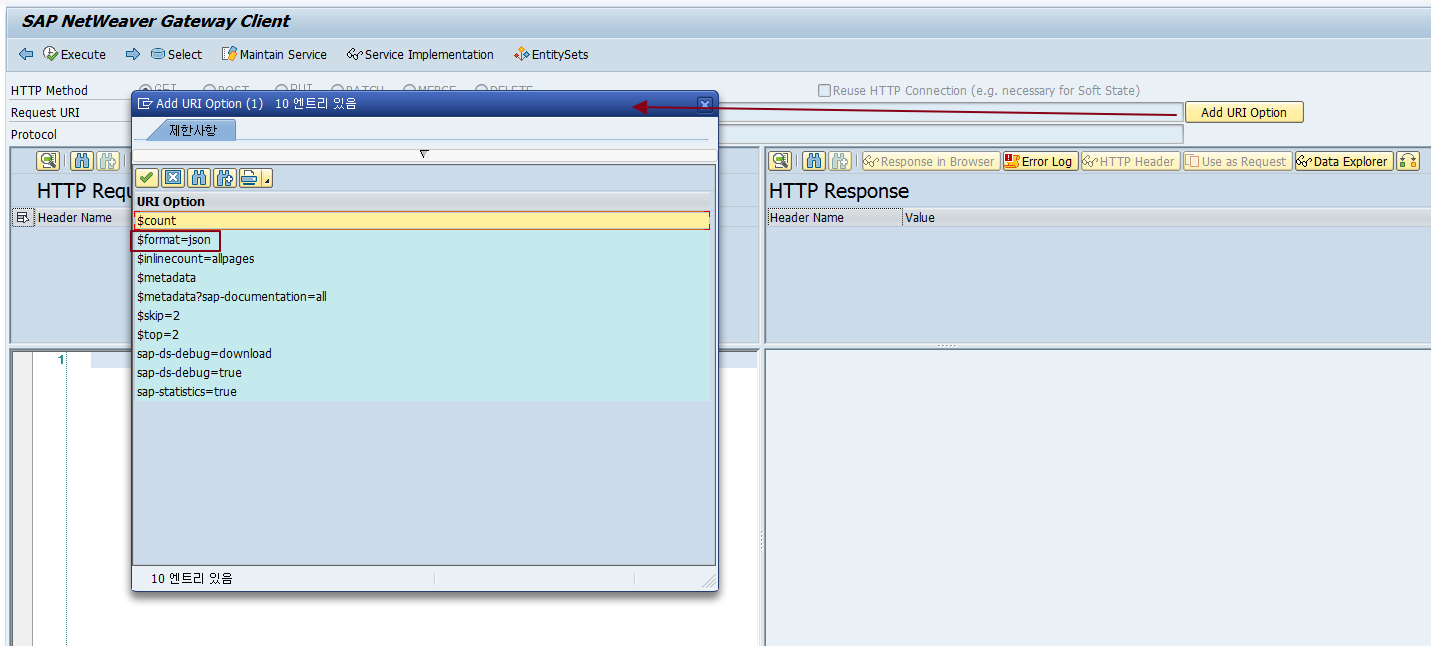 SAP NetWeaver Gateway Client
Execute Select Maintain Service Service Implementation EntitySets
HTTP Method GET POST PUT PATCH MERGE DELETE Reuse HTTP Connection (e.g. necessary for Soft State)
Request URI Add URI Option
Protocol
Add URI Option (1) 10 엔트리 있음
제한사항
Response in Browser Error Log HTTP Header Use as Request Data Explorer
HTTP Requ
HTTP Response
Header Name
Header Name Value
URI Option
$count
$format=json
$inlinecount=allpages
$metadata
$metadata?sap-documentation=all
$skip=2
$top=2
sap-ds-debug=download
sap-ds-debug=true
sap-statistics=true
1
10 엔트리 있음